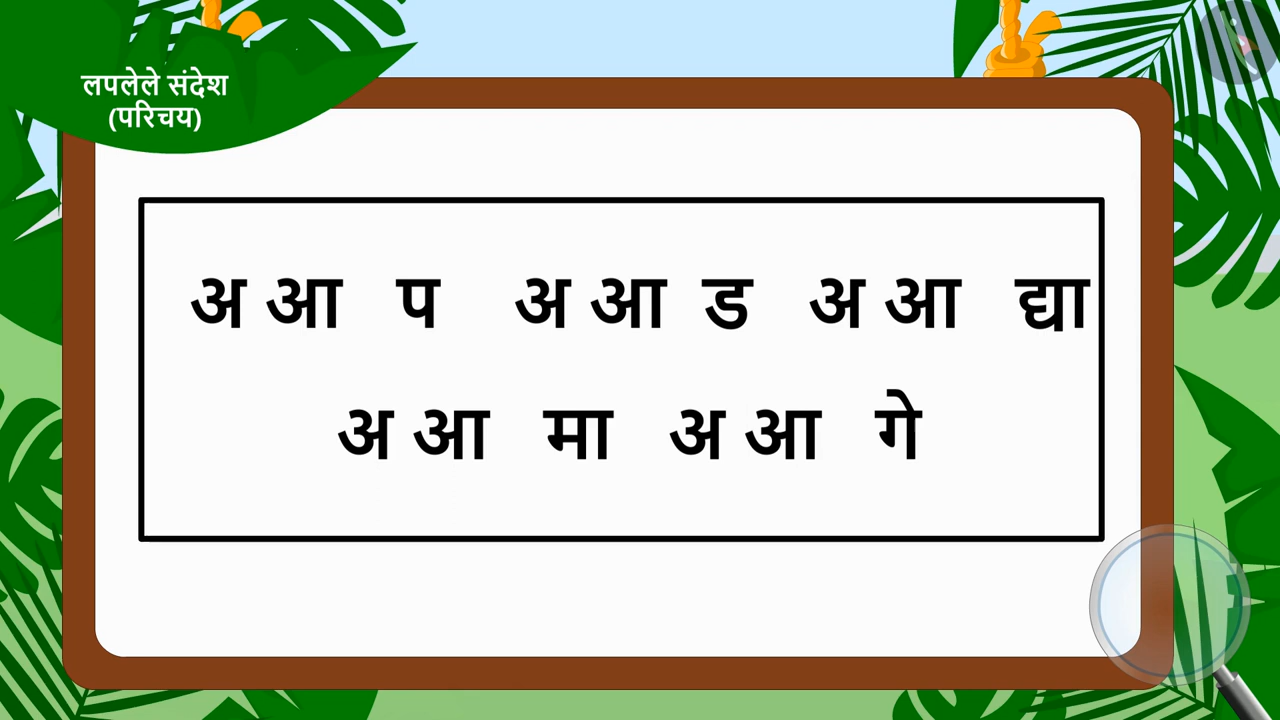 लपलेले संदेश
(परिचय)
अ आ प अ आ ड अ आ द्या
अ आ मा अ आ गे